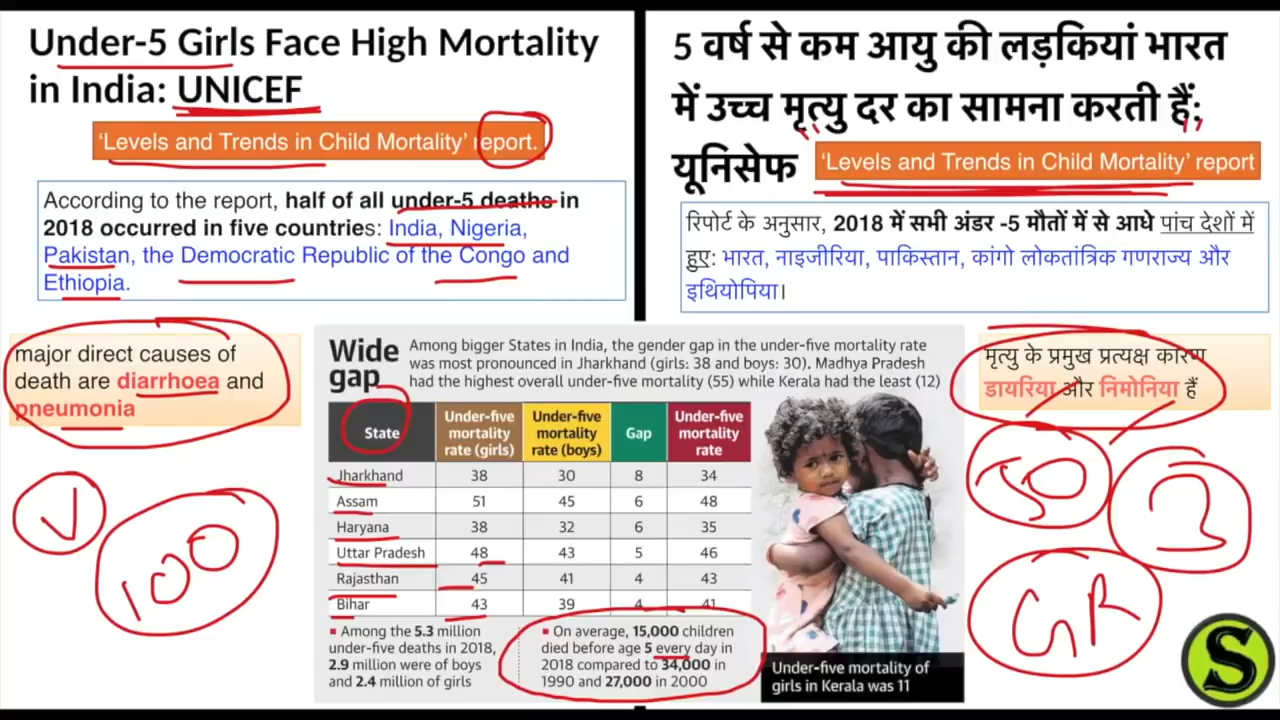 Under-5 Girls Face High Mortality
in India: UNICEF
‘Levels and Trends in Child Mortality’ report.
According to the report, half of all under-5 deaths in
2018 occurred in five countries: India, Nigeria,
Pakistan, the Democratic Republic of the Congo and
Ethiopia.
5 वर्ष से कम आयु की लड़कियां भारत
में उच्च मृत्यु दर का सामना करती हैं:
यूनिसेफ
‘Levels and Trends in Child Mortality’ report
रिपोर्ट के अनुसार, 2018 में सभी अंडर -5 मौतों में से आधे पांच देशों में
हुए: भारत, नाइजीरिया, पाकिस्तान, कांगो लोकतांत्रिक गणराज्य और
इथियोपिया।
major direct causes of
death are diarrhoea and
pneumonia
100
Wide
gap
Among bigger States in India, the gender gap in the under-five mortality rate
was most pronounced in Jharkhand (girls: 38 and boys: 30). Madhya Pradesh
had the highest overall under-five mortality (55) while Kerala had the least (12)
State Under-five mortality rate (girls) Under-five mortality rate (boys) Gap Under-five mortality rate
Jharkhand 38 30 8 34
Assam 51 45 6 48
Haryana 38 32 6 35
Uttar Pradesh 48 43 5 46
Rajasthan 45 41 4 43
Bihar 43 39 4 41
Among the 5.3 million
under-five deaths in 2018,
2.9 million were of boys
and 2.4 million of girls
On average, 15,000 children
died before age 5 every day in
2018 compared to 34,000 in
1990 and 27,000 in 2000
Under-five mortality of
girls in Kerala was 11
मृत्यु के प्रमुख प्रत्यक्ष कारण
डायरिया और निमोनिया हैं
50
3
GR
S